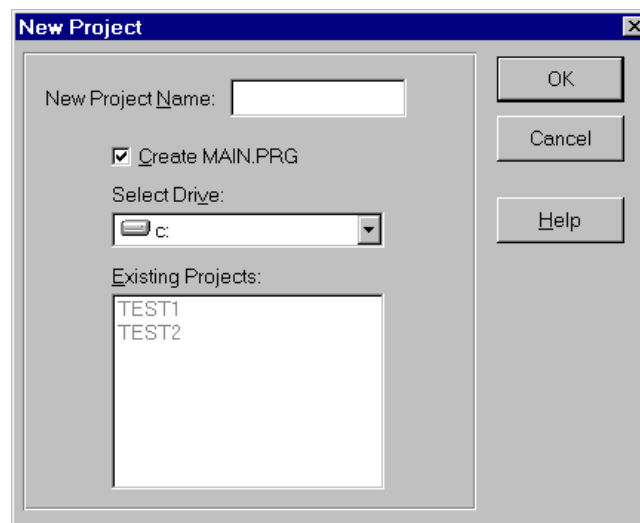 New Project
New Project Name:
OK
Create MAIN.PRG
Cancel
Select Drive:
c:
Help
Existing Projects:
TEST1
TEST2